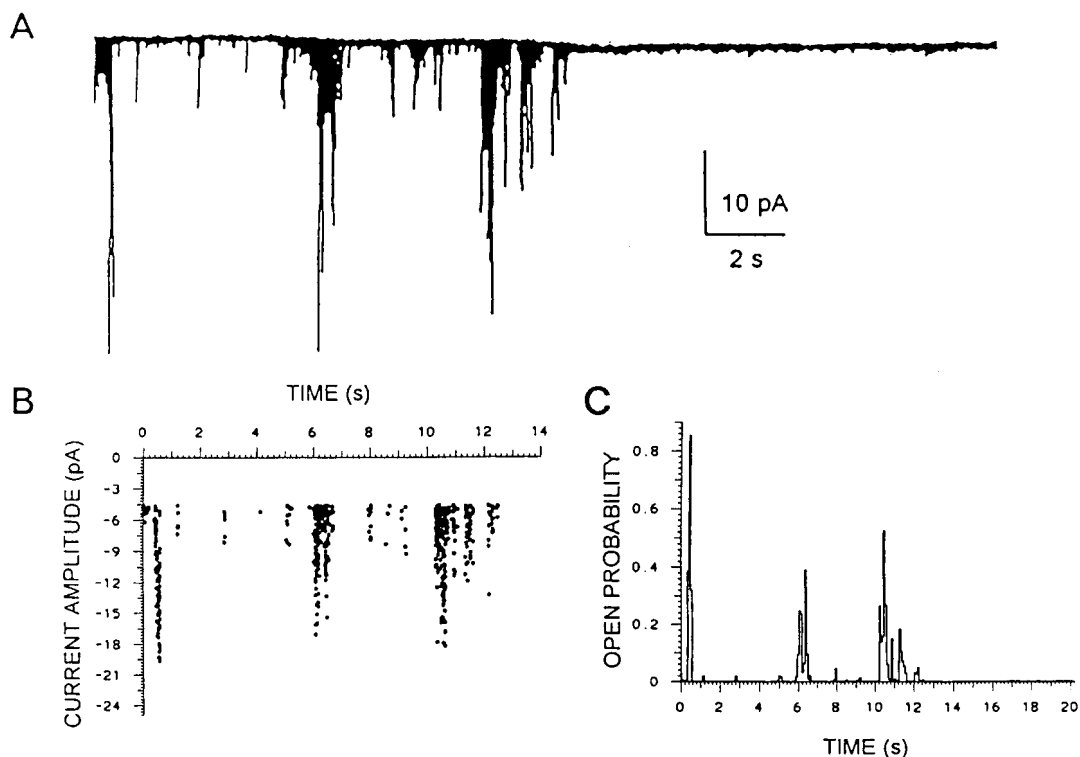 A
10 pA
2 s
B
TIME (s)
0 2 4 6 8 10 12 14
CURRENT AMPLITUDE (pA)
0
-3
-6
-9
-12
-15
-18
-21
-24
C
OPEN PROBABILITY
0.8
0.6
0.4
0.2
0
0 2 4 6 8 10 12 14 16 18 20
TIME (s)